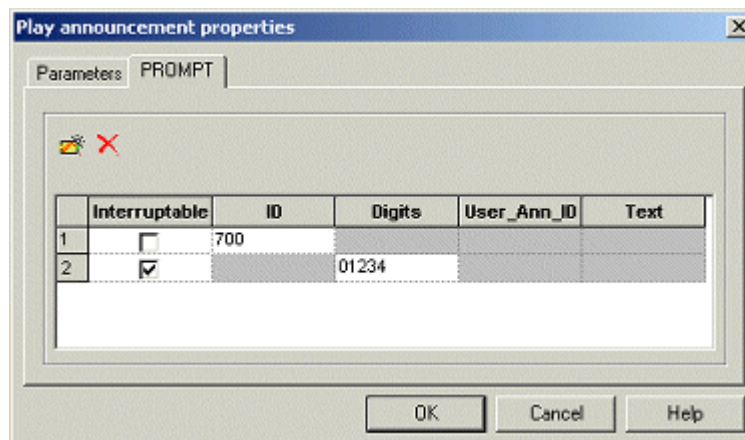 Play announcement properties
Parameters PROMPT
Interruptable ID Digits User_Ann_ID Text
1 700
2 01234
OK Cancel Help